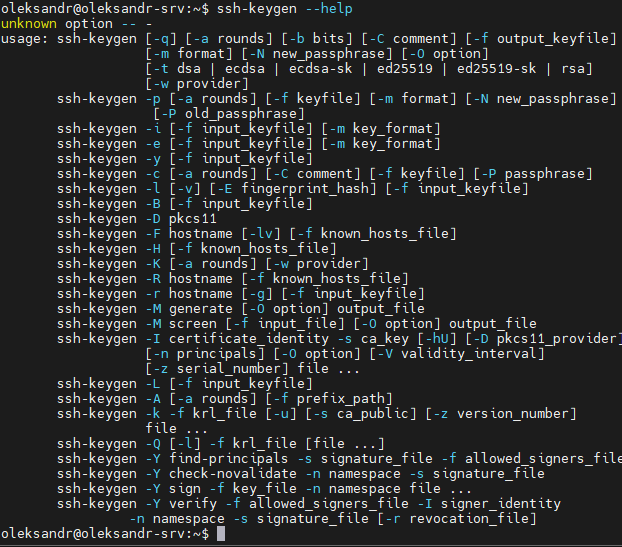 oleksandr@oleksandr-srv:~$ ssh-keygen --help
unknown option -- -
usage: ssh-keygen [-q] [-a rounds] [-b bits] [-C comment] [-f output_keyfile]
[-m format] [-N new_passphrase] [-O option]
[-t dsa | ecdsa | ecdsa-sk | ed25519 | ed25519-sk | rsa]
[-w provider]
ssh-keygen -p [-a rounds] [-f keyfile] [-m format] [-N new_passphrase]
[-P old_passphrase]
ssh-keygen -i [-f input_keyfile] [-m key_format]
ssh-keygen -e [-f input_keyfile] [-m key_format]
ssh-keygen -y [-f input_keyfile]
ssh-keygen -c [-a rounds] [-C comment] [-f keyfile] [-P passphrase]
ssh-keygen -l [-v] [-E fingerprint_hash] [-f input_keyfile]
ssh-keygen -B [-f input_keyfile]
ssh-keygen -D pkcs11
ssh-keygen -F hostname [-lv] [-f known_hosts_file]
ssh-keygen -H [-f known_hosts_file]
ssh-keygen -K [-a rounds] [-w provider]
ssh-keygen -R hostname [-f known_hosts_file]
ssh-keygen -r hostname [-g] [-f input_keyfile]
ssh-keygen -M generate [-O option] output_file
ssh-keygen -M screen [-f input_file] [-O option] output_file
ssh-keygen -I certificate_identity -s ca_key [-hU] [-D pkcs11_provider]
[-n principals] [-O option] [-V validity_interval]
[-z serial_number] file ...
ssh-keygen -L [-f input_keyfile]
ssh-keygen -A [-a rounds] [-f prefix_path]
ssh-keygen -k -f krl_file [-u] [-s ca_public] [-z version_number]
file ...
ssh-keygen -Q [-l] -f krl_file [file ...]
ssh-keygen -Y find-principals -s signature_file -f allowed_signers_file
ssh-keygen -Y check-novalidate -n namespace -s signature_file
ssh-keygen -Y sign -f key_file -n namespace file ...
ssh-keygen -Y verify -f allowed_signers_file -I signer_identity
-n namespace -s signature_file [-r revocation_file]
oleksandr@oleksandr-srv:~$